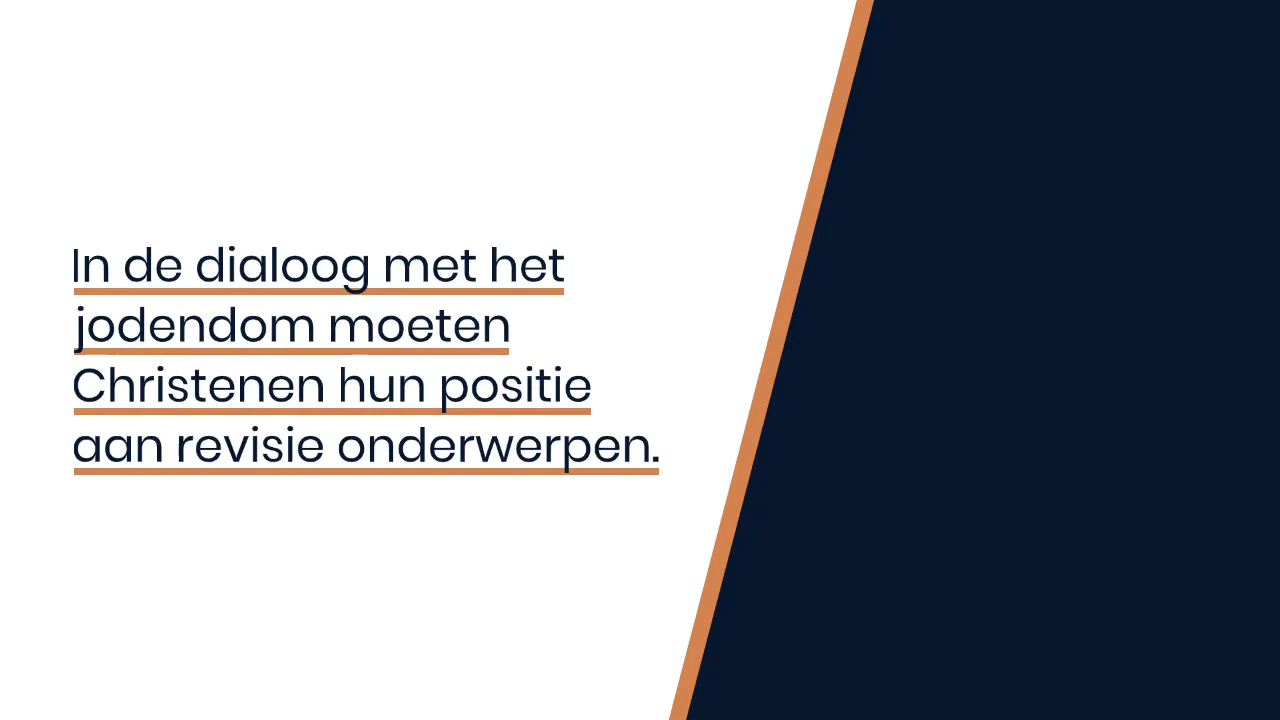 In de dialoog met het
jodendom moeten
Christenen hun positie
aan revisie onderwerpen.